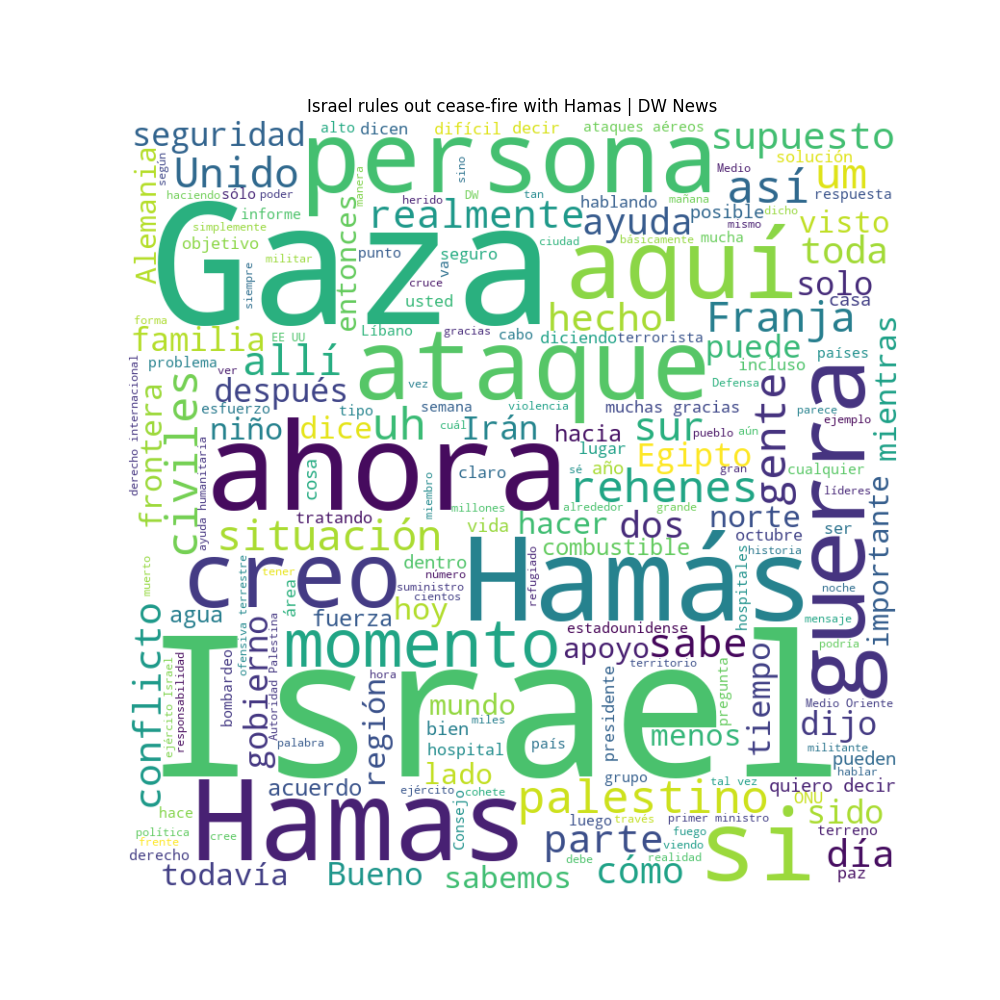 Israel rules out cease-fire with Hamas | DW News
seguridad
alto
dicen
difícil decir
ataques aéreos
supuesto
Alemania
según
Unido
persona
sino
Medio
solución
um
así
respuesta
haciendo
sólo
poder
manera
herido
DW
tan
hablando
mañana
informe
entonces
realmente
ayuda
posible
dicho
visto
simplemente
objetivo
Gaza
ciudad
básicamente
mucha
mismo
toda
militar
punto
seguro
aquí
siempre
va
cruce
usted
solo
casa
forma
hecho
Franja
familia
EE UU
Líbano
gracias
cabo
diciendo
terrorista
mientras
problema
ver
allí
ataque
puede
países
incluso
derecho internacional
frontera
civiles
después
vez
Defensa
guerra
gente
esfuerzo
tipo
semana
violencia
muchas gracias
parece
niño
dice
uh
cuál
Irán
hacia
sur
pueblo
aún
ejemplo
ayuda humanitaria
ahora
cosa
lugar
Egipto
claro
sé
año
gran
cualquier
miembro
rehenes
líderes
importante
tratando
millones
alrededor
grande
situación
vida
hacer
dos
norte
octubre
ser
muerto
creo
dentro
combustible
historia
tener
número
Hamás
refugiado
hospitales
noche
área
suministro
cientos
conflicto
agua
fuerza
hoy
mensaje
ofensiva terrestre
gobierno
Autoridad Palestina
momento
estadounidense
apoyo
sabe
podría
ejército Israel
responsabilidad
bombardeo
Israel
hora
región
territorio
pregunta
tiempo
presidente
mundo
Medio Oriente
bien
miles
dijo
palabra
hospital
país
menos
militante
pueden
lado
grupo
tal vez
hablar
acuerdo
ejército
cohete
palestino
quiero decir
ONU
hace
Hamas
Consejo
luego
través
primer ministro
sido
política
cree
parte
fuego
si
terreno
frente
viendo
derecho
debe
realidad
día
todavía
Bueno
sabemos
cómo
paz